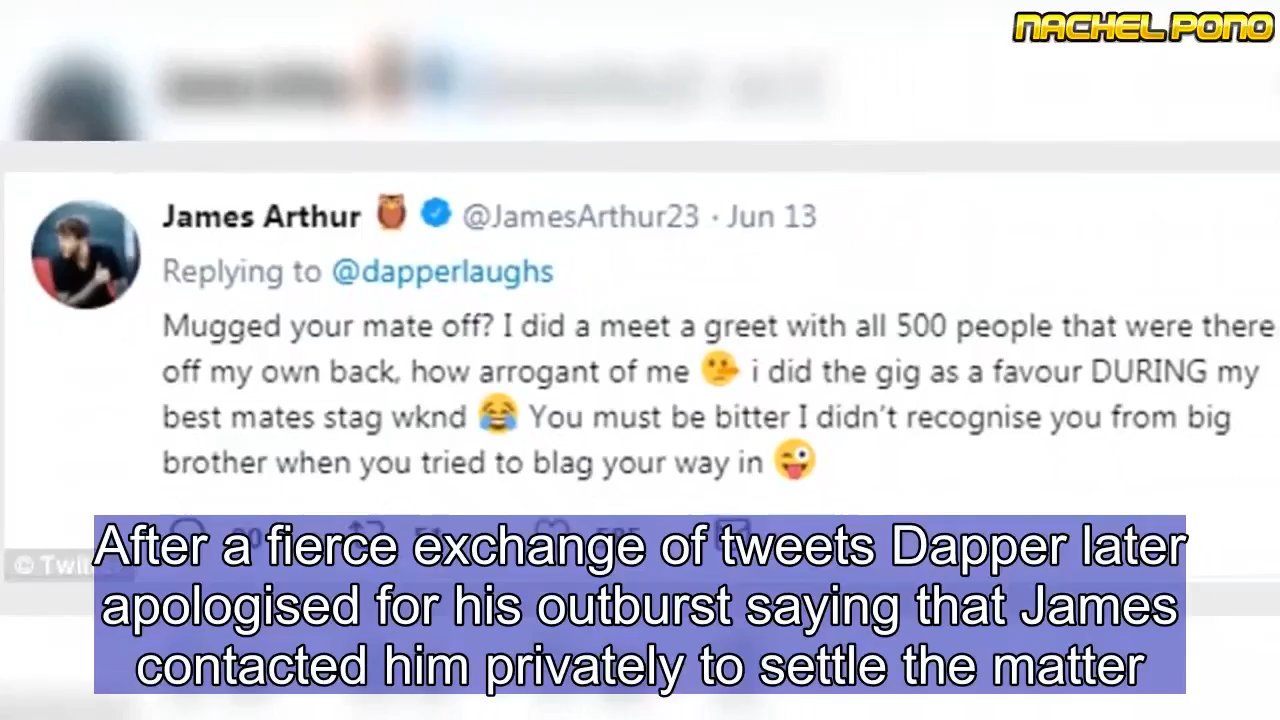 NACHEL PONO
James Arthur 🦉 @JamesArthur23 · Jun 13
Replying to @dapperlaughs
Mugged your mate off? I did a meet a greet with all 500 people that were there
off my own back, how arrogant of me 🤥 i did the gig as a favour DURING my
best mates stag wknd 😂 You must be bitter I didn't recognise you from big
brother when you tried to blag your way in 😜
After a fierce exchange of tweets Dapper later
apologised for his outburst saying that James
contacted him privately to settle the matter